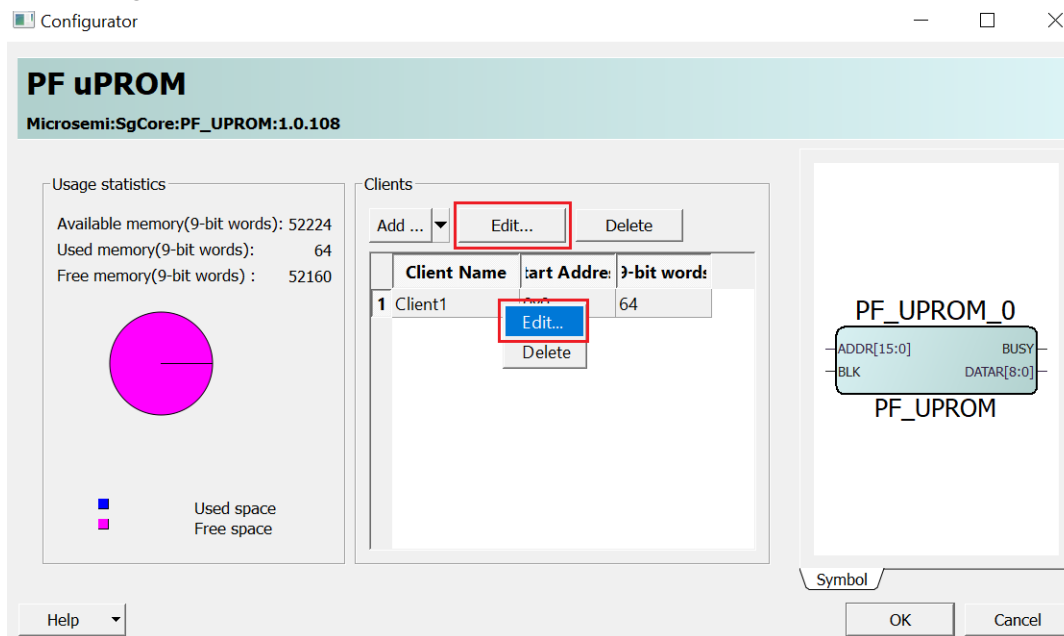 Configurator
PF uPROM
Microsemi:SgCore:PF_UPROM:1.0.108
Usage statistics
Available memory(9-bit words): 52224
Used memory(9-bit words): 64
Free memory(9-bit words) : 52160
Used space
Free space
Clients
Add ... Edit... Delete
Client Name tart Addre 9-bit words
1 Client1 64
Edit...
Delete
PF_UPROM_0
ADDR[15:0] BUSY
BLK DATAR[8:0]
PF_UPROM
Symbol
Help OK Cancel